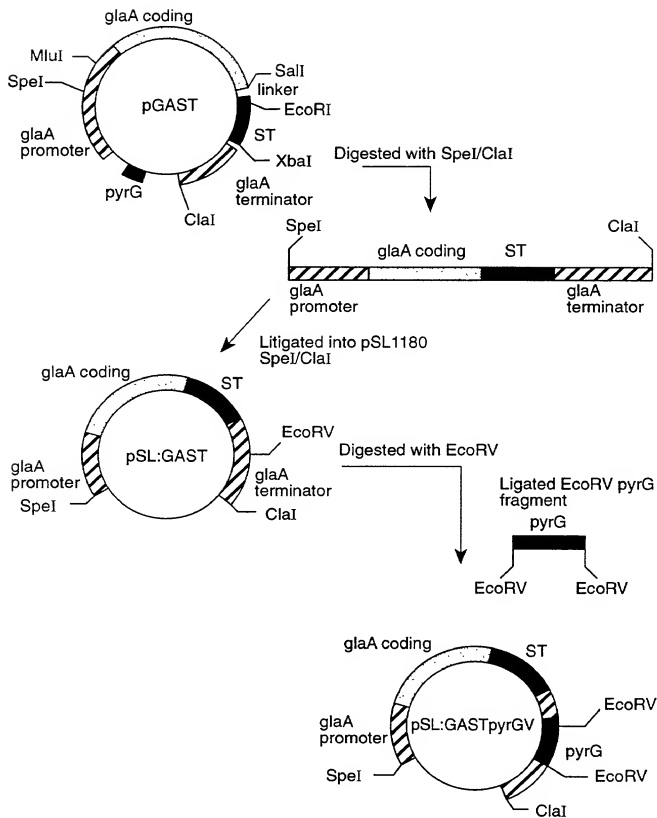 glaA coding
MluI
SpeI
SalI
linker
EcoRI
pGAST
ST
XbaI
glaA
promoter
pyrG
glaA
terminator
ClaI
Digested with SpeI/ClaI
SpeI
ClaI
glaA coding
ST
glaA
promoter
glaA
terminator
Litigated into pSL1180
SpeI/ClaI
glaA coding
ST
EcoRV
pSL:GAST
glaA
promoter
SpeI
glaA
terminator
ClaI
Digested with EcoRV
Ligated EcoRV pyrG
fragment
pyrG
EcoRV
EcoRV
glaA coding
ST
EcoRV
glaA
promoter
pSL:GASTpyrGV
pyrG
SpeI
EcoRV
ClaI